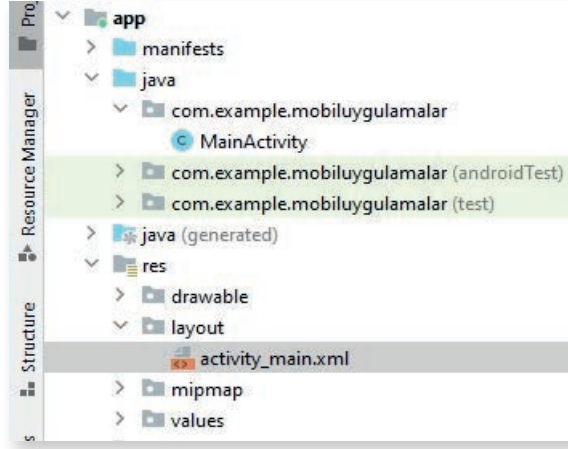 Pro
Resource Manager
Structure
app
manifests
java
com.example.mobiluygulamalar
MainActivity
com.example.mobiluygulamalar (androidTest)
com.example.mobiluygulamalar (test)
java (generated)
res
drawable
layout
activity_main.xml
mipmap
values